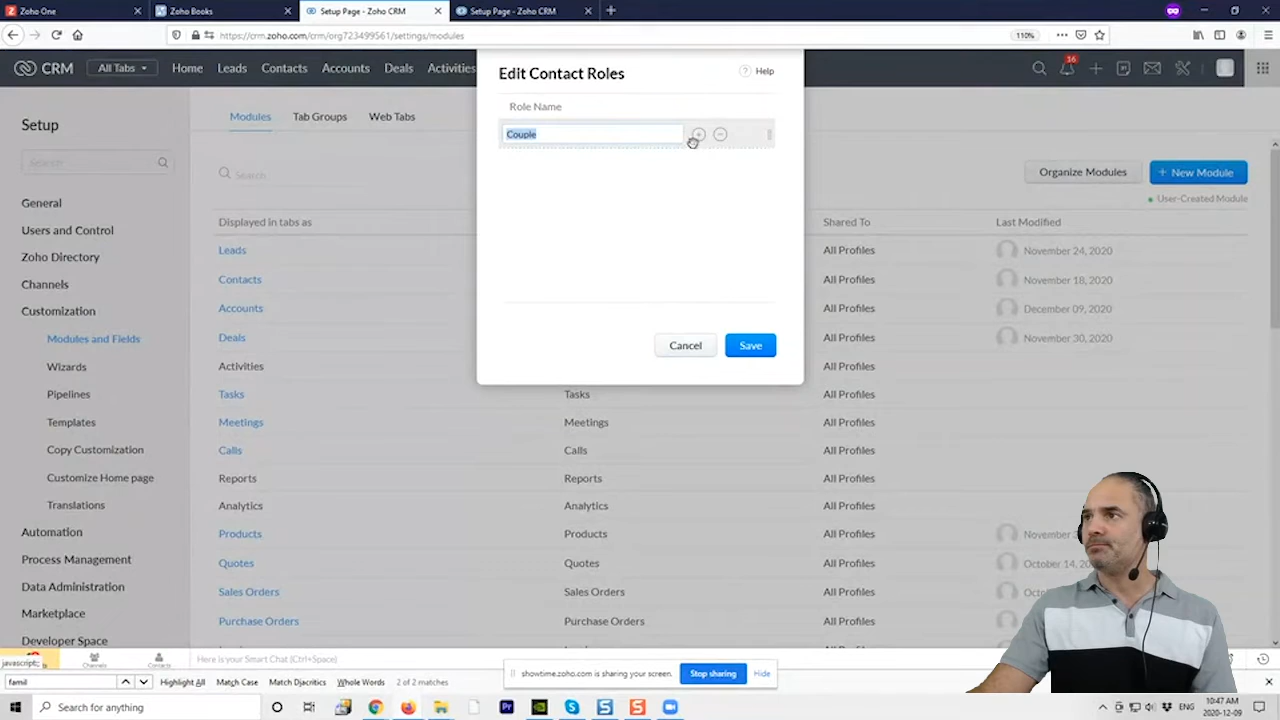 Zoho One
Zoho Books
Setup Page - Zoho CRM
Setup Page - Zoho CRM
https://crm.zoho.com/crm/org723499561/settings/modules
110%
CRM
All Tabs
Home
Leads
Contacts
Accounts
Deals
Activities
16
Edit Contact Roles
Help
Role Name
Couple
Cancel
Save
Setup
Search
General
Users and Control
Zoho Directory
Channels
Customization
Modules and Fields
Wizards
Pipelines
Templates
Copy Customization
Customize Home page
Translations
Automation
Process Management
Data Administration
Marketplace
Developer Space
Modules
Tab Groups
Web Tabs
Search
Organize Modules
+ New Module
User-Created Module
Displayed in tabs as
Shared To
Last Modified
Leads
All Profiles
November 24, 2020
Contacts
All Profiles
November 18, 2020
Accounts
All Profiles
December 09, 2020
Deals
All Profiles
November 30, 2020
Activities
All Profiles
Tasks
Tasks
All Profiles
Meetings
Meetings
All Profiles
Calls
Calls
All Profiles
Reports
Reports
All Profiles
Analytics
Analytics
All Profiles
Products
Products
All Profiles
Quotes
Quotes
All Profiles
October 14, 20
Sales Orders
Sales Orders
All Profiles
Purchase Orders
Purchase Orders
All Profiles
javascript:;
Channels
Contacts
Here is your Smart Chat (Ctrl+Space)
showtime.zoho.com is sharing your screen.
Stop sharing
Hide
famil
Highlight All
Match Case
Match Diacritics
Whole Words
2 of 2 matches
Search for anything
10:47 AM
2020-12-09